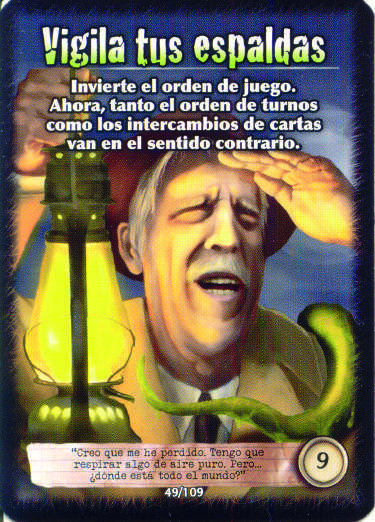 Vigila tus espaldas
Invierte el orden de juego.
Ahora, tanto el orden de turnos
como los intercambios de cartas
van en el sentido contrario.
“Creo que me he perdido. Tengo que
respirar algo de aire puro. Pero...
¿dónde está todo el mundo?”
9
49/109